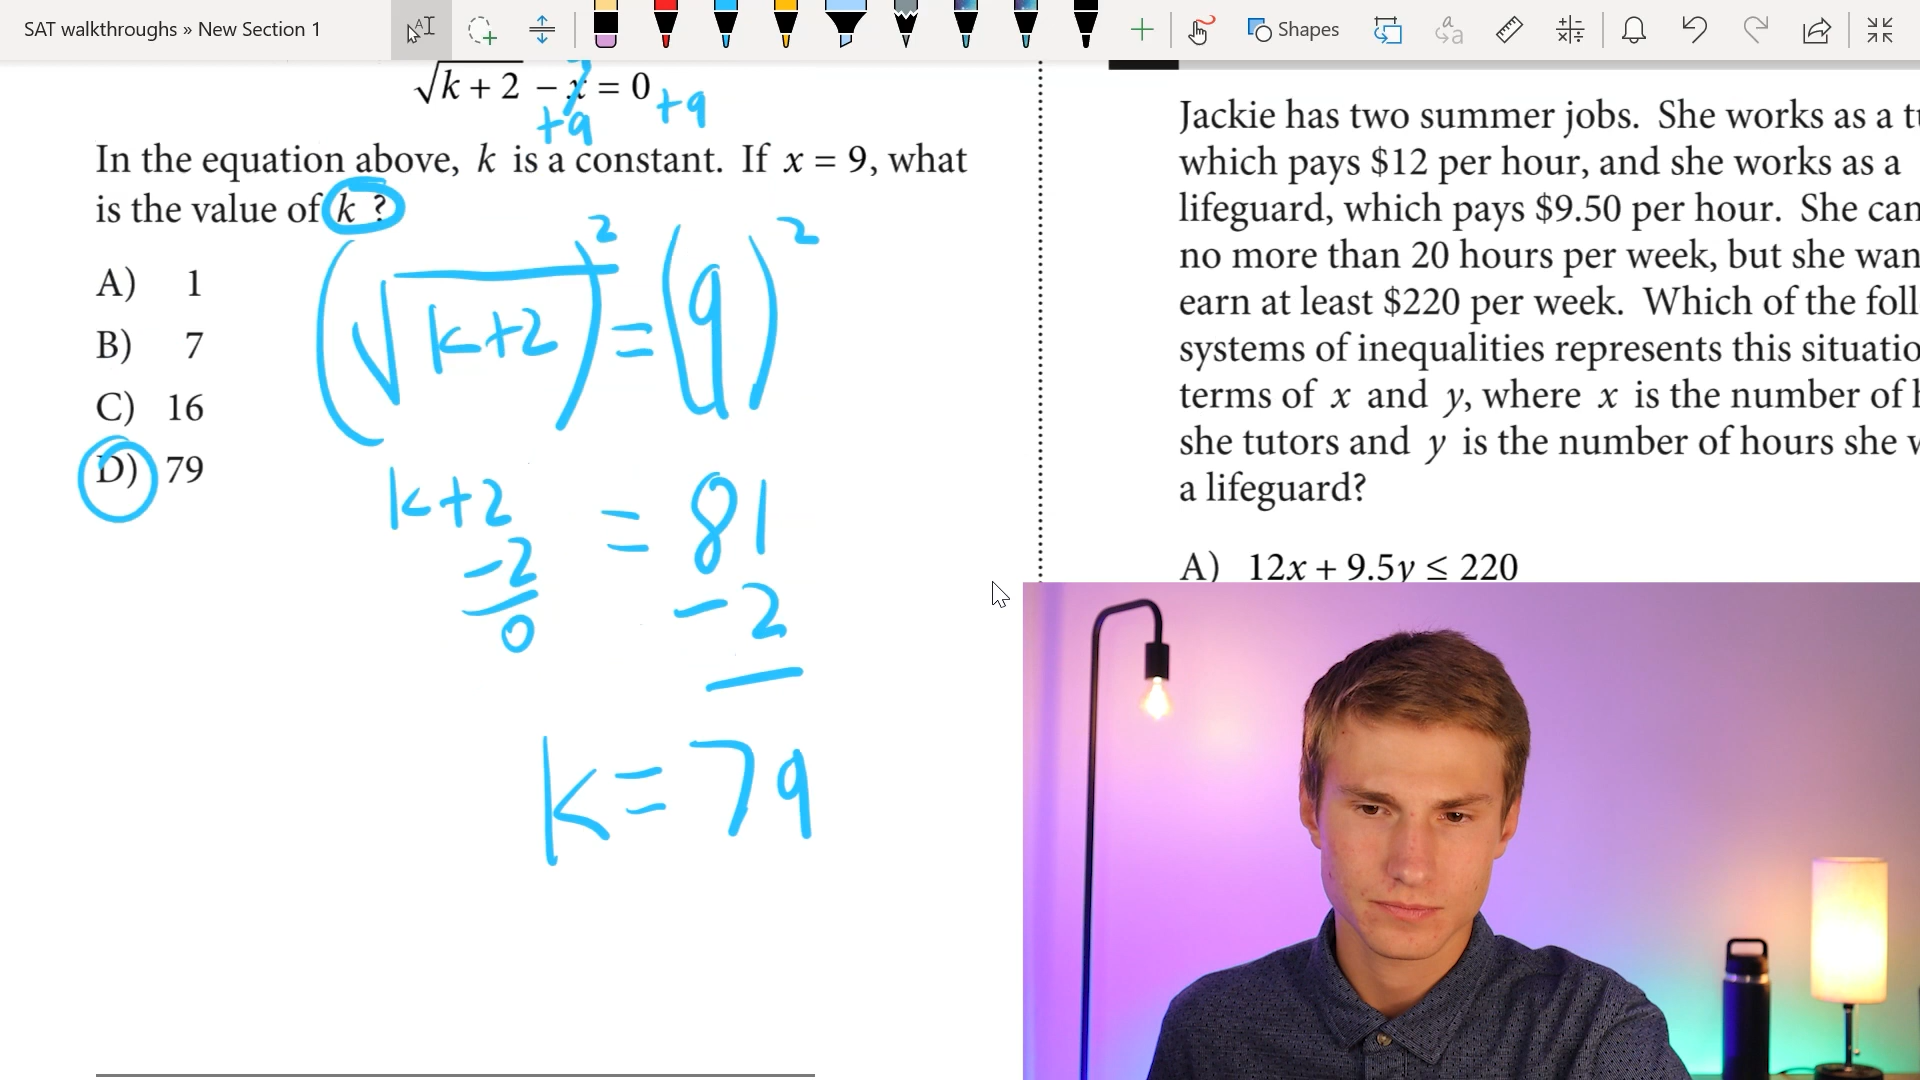 SAT walkthroughs » New Section 1
Shapes
√k + 2 − x = 0
+9
+9
In the equation above, k is a constant. If x = 9, what
is the value of k ?
A) 1
B) 7
C) 16
D) 79
(√k+2)² = (9)²
k+2 = 81
-2 -2
0
k = 79
Jackie has two summer jobs. She works as a
which pays $12 per hour, and she works as a
lifeguard, which pays $9.50 per hour. She can
no more than 20 hours per week, but she
earn at least $220 per week. Which of the
systems of inequalities represents this
terms of x and y, where x is the number of
she tutors and y is the number of hours she
a lifeguard?
A) 12x + 9.5y ≤ 220